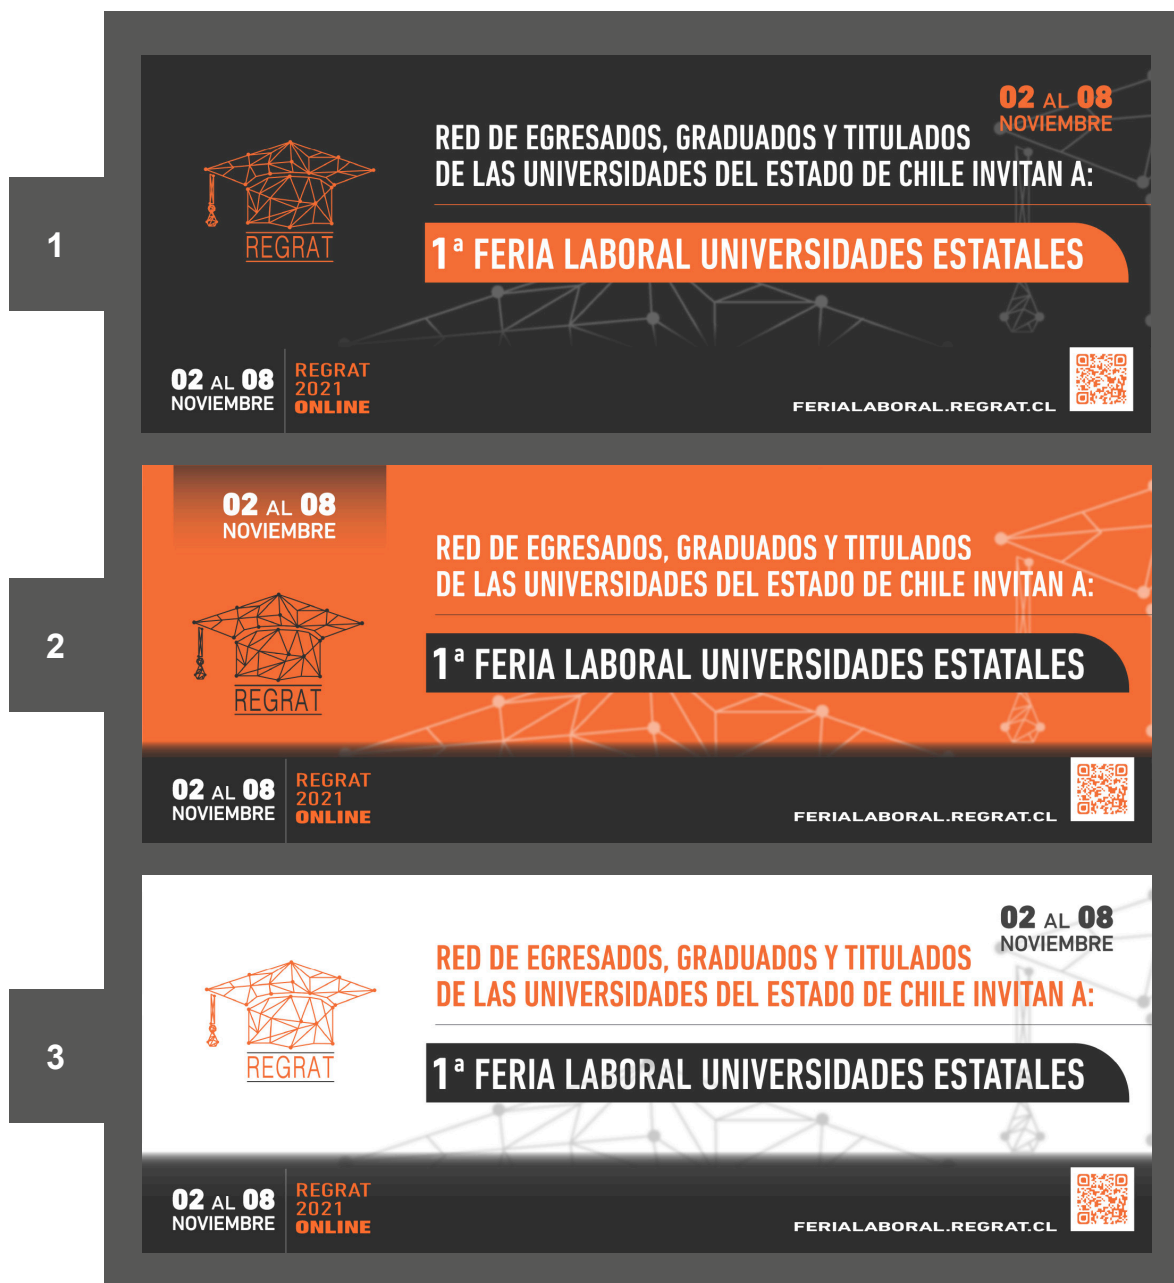 1
02 AL 08
NOVIEMBRE
RED DE EGRESADOS, GRADUADOS Y TITULADOS
DE LAS UNIVERSIDADES DEL ESTADO DE CHILE INVITAN A:
REGRAT
1ª FERIA LABORAL UNIVERSIDADES ESTATALES
02 AL 08
NOVIEMBRE
REGRAT
2021
ONLINE
FERIALABORAL.REGRAT.CL
2
02 AL 08
NOVIEMBRE
RED DE EGRESADOS, GRADUADOS Y TITULADOS
DE LAS UNIVERSIDADES DEL ESTADO DE CHILE INVITAN A:
REGRAT
1ª FERIA LABORAL UNIVERSIDADES ESTATALES
02 AL 08
NOVIEMBRE
REGRAT
2021
ONLINE
FERIALABORAL.REGRAT.CL
3
02 AL 08
NOVIEMBRE
RED DE EGRESADOS, GRADUADOS Y TITULADOS
DE LAS UNIVERSIDADES DEL ESTADO DE CHILE INVITAN A:
REGRAT
1ª FERIA LABORAL UNIVERSIDADES ESTATALES
02 AL 08
NOVIEMBRE
REGRAT
2021
ONLINE
FERIALABORAL.REGRAT.CL